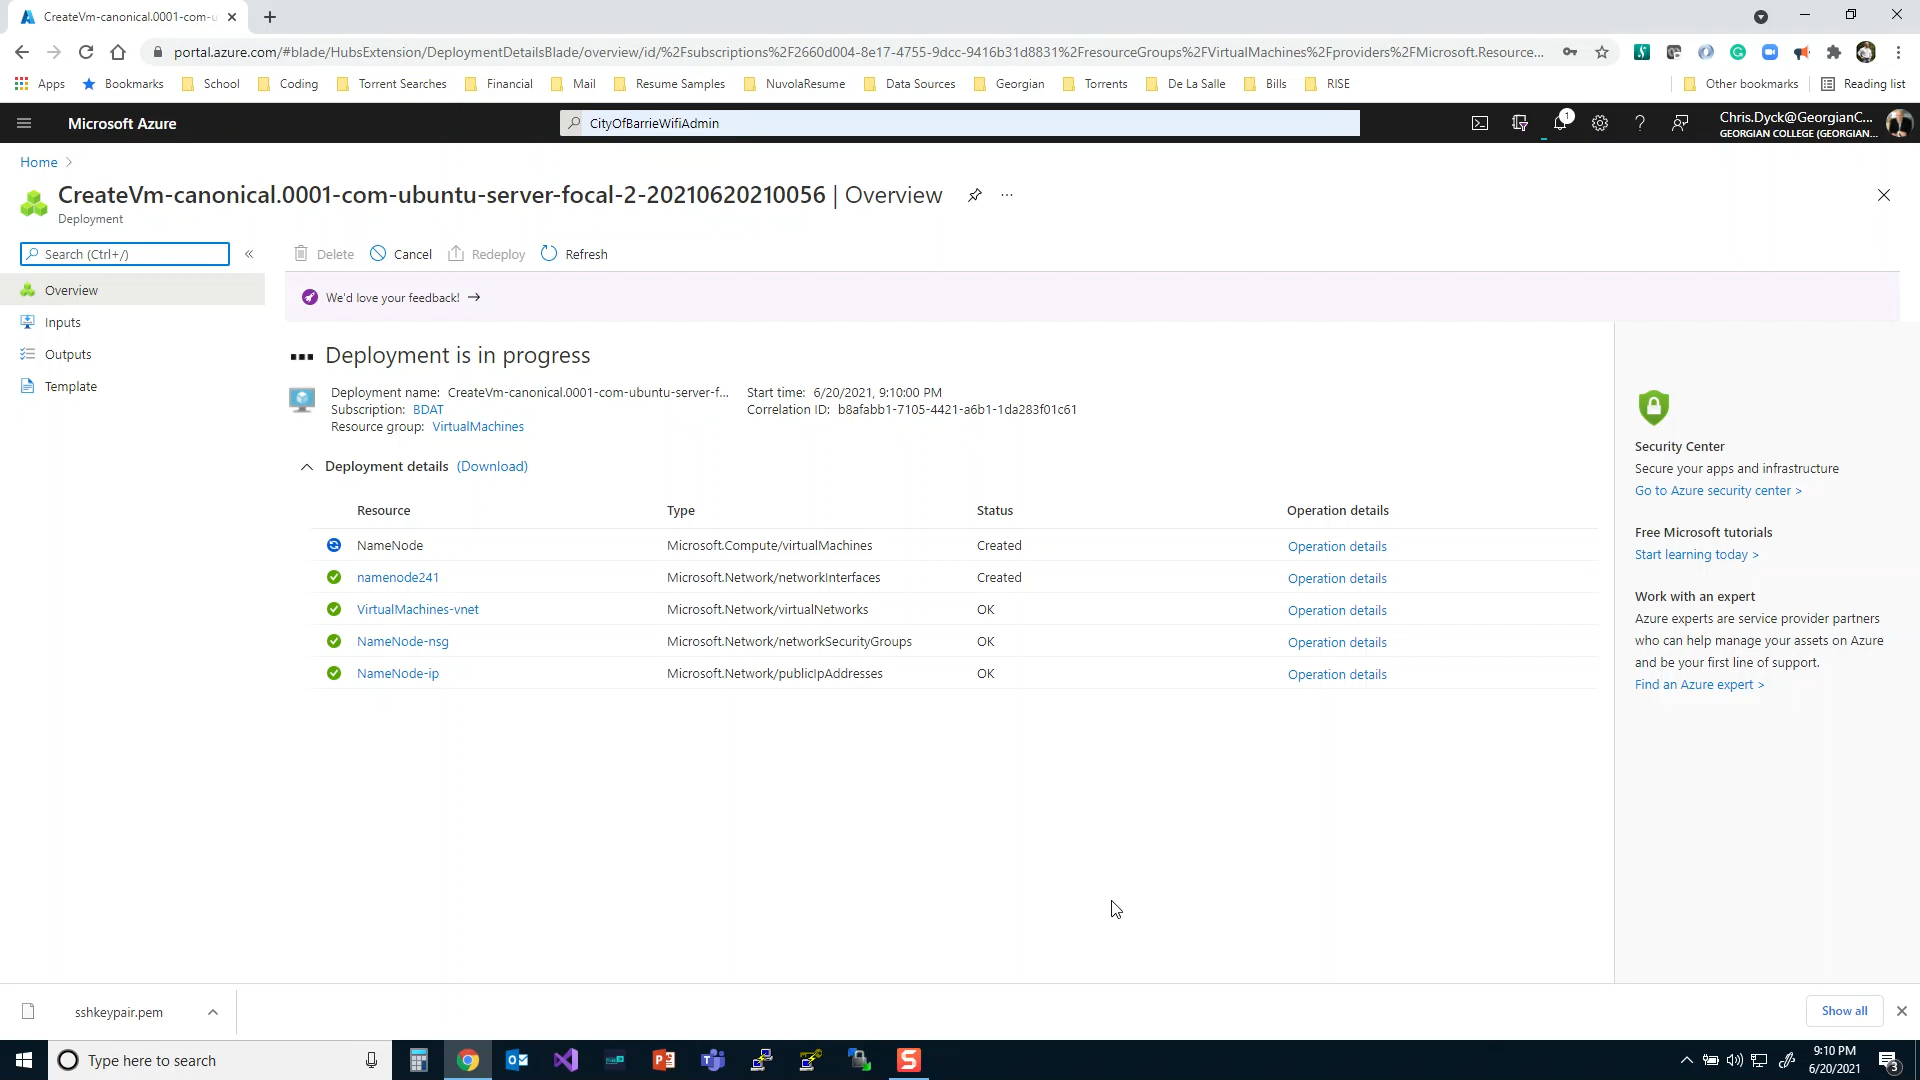 CreateVm-canonical.0001-com-u
portal.azure.com/#blade/HubsExtension/DeploymentDetailsBlade/overview/id/%2Fsubscriptions%2F2660d004-8e17-4755-9dcc-9416b31d8831%2FresourceGroups%2FVirtualMachines%2Fproviders%2FMicrosoft.Resource...
Apps Bookmarks School Coding Torrent Searches Financial Mail Resume Samples NuvolaResume Data Sources Georgian Torrents De La Salle Bills RISE Other bookmarks Reading list
Microsoft Azure CityOfBarrieWifiAdmin 1 Chris.Dyck@GeorgianC...
GEORGIAN COLLEGE (GEORGIAN...
Home >
CreateVm-canonical.0001-com-ubuntu-server-focal-2-20210620210056 | Overview ...
Deployment
Search (Ctrl+/) « Delete Cancel Redeploy Refresh
Overview
Inputs
Outputs
Template
We'd love your feedback! →
Deployment is in progress
Deployment name: CreateVm-canonical.0001-com-ubuntu-server-f... Start time: 6/20/2021, 9:10:00 PM
Subscription: BDAT Correlation ID: b8afabb1-7105-4421-a6b1-1da283f01c61
Resource group: VirtualMachines
Deployment details (Download)
Resource Type Status Operation details
NameNode Microsoft.Compute/virtualMachines Created Operation details
namenode241 Microsoft.Network/networkInterfaces Created Operation details
VirtualMachines-vnet Microsoft.Network/virtualNetworks OK Operation details
NameNode-nsg Microsoft.Network/networkSecurityGroups OK Operation details
NameNode-ip Microsoft.Network/publicIpAddresses OK Operation details
Security Center
Secure your apps and infrastructure
Go to Azure security center >
Free Microsoft tutorials
Start learning today >
Work with an expert
Azure experts are service provider partners
who can help manage your assets on Azure
and be your first line of support.
Find an Azure expert >
sshkeypair.pem Show all
Type here to search
9:10 PM
6/20/2021
3